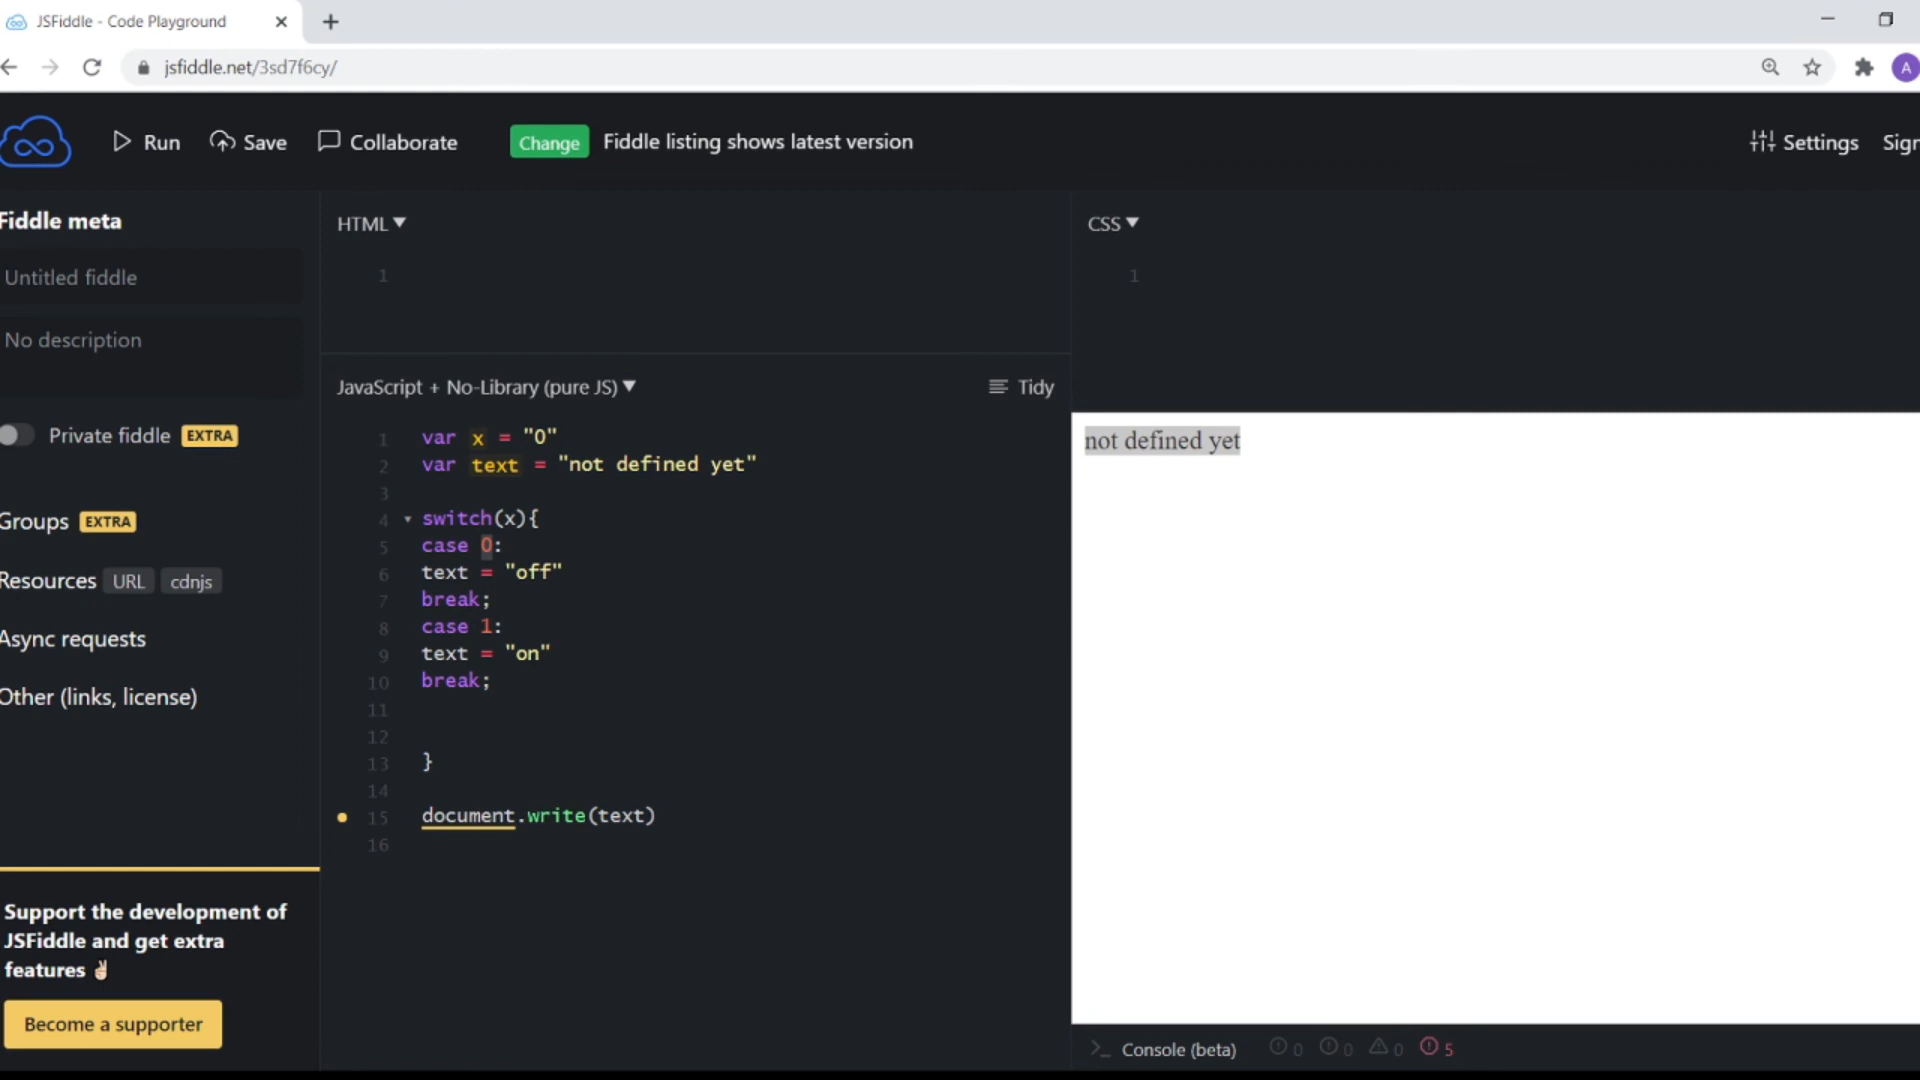 JSFiddle - Code Playground
jsfiddle.net/3sd7f6cy/
A
Run
Save
Collaborate
Change
Fiddle listing shows latest version
Settings
Sigr
Fiddle meta
Untitled fiddle
No description
Private fiddle EXTRA
Groups EXTRA
Resources URL cdnjs
Async requests
Other (links, license)
Support the development of
JSFiddle and get extra
features ✌🏻
Become a supporter
HTML▼
1
CSS▼
1
JavaScript + No-Library (pure JS)▼
Tidy
1 var x = "0"
2 var text = "not defined yet"
3
4 switch(x){
5 case 0:
6 text = "off"
7 break;
8 case 1:
9 text = "on"
10 break;
11
12
13 }
14
15 document.write(text)
16
not defined yet
>_ Console (beta) 0 0 0 5